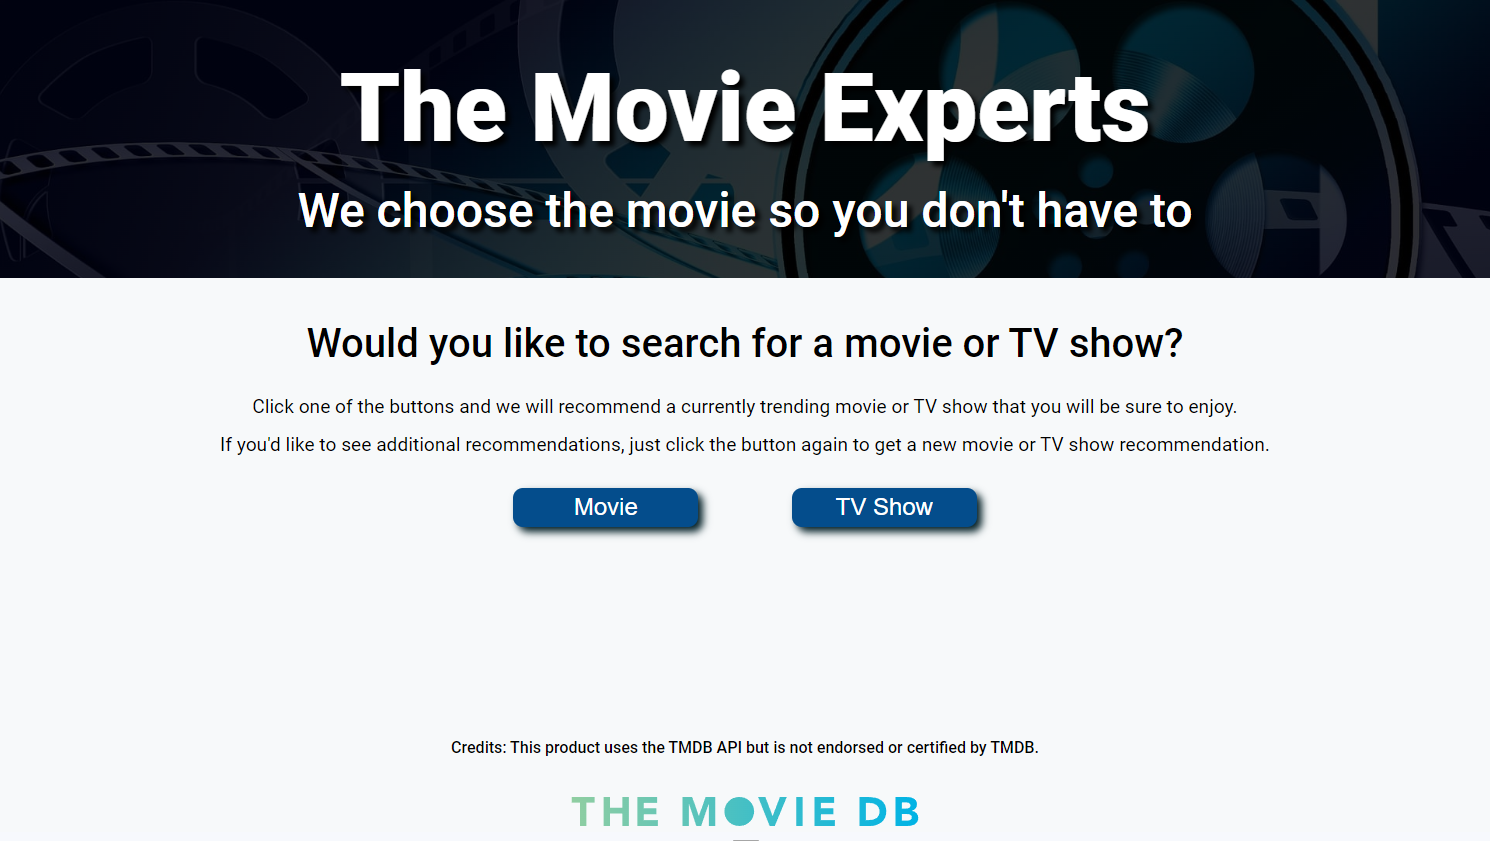 The Movie Experts
We choose the movie so you don't have to
Would you like to search for a movie or TV show?
Click one of the buttons and we will recommend a currently trending movie or TV show that you will be sure to enjoy.
If you'd like to see additional recommendations, just click the button again to get a new movie or TV show recommendation.
Movie
TV Show
Credits: This product uses the TMDB API but is not endorsed or certified by TMDB.
THE MOVIE DB